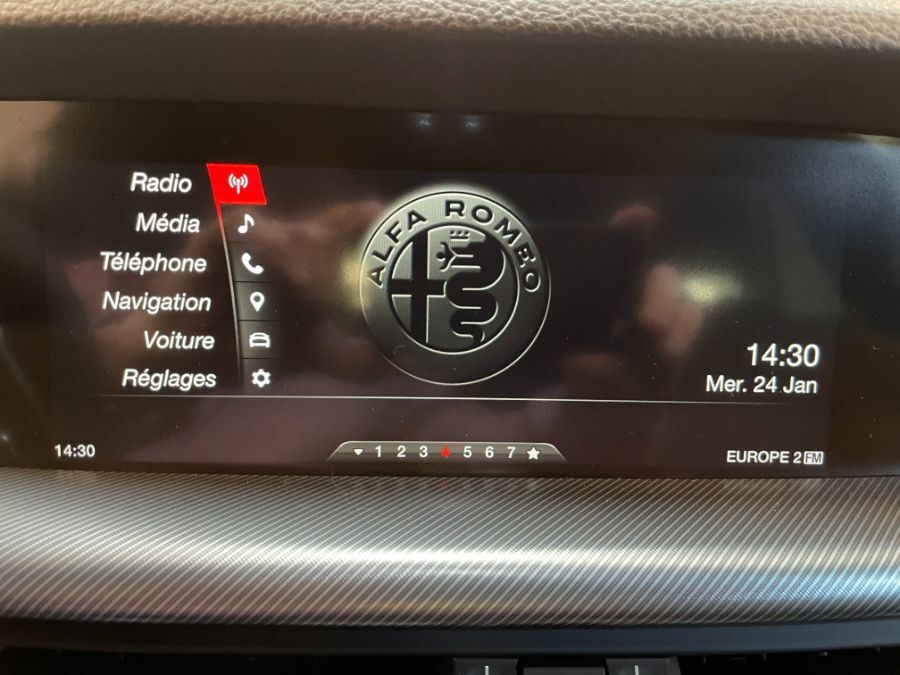 Radio
Média
Téléphone
Navigation
Voiture
Réglages
ALFA ROMEO
14:30
Mer. 24 Jan
14:30
1 2 3 4 5 6 7
EUROPE 2 FM